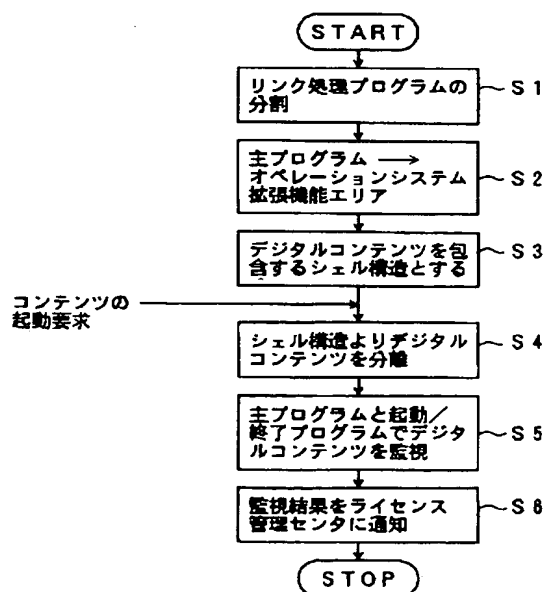 START
リンク処理プログラムの
分割
S1
主プログラム →
オペレーションシステム
拡張機能エリア
S2
デジタルコンテンツを包
含するシェル構造とする
S3
コンテンツの
起動要求
シェル構造よりデジタル
コンテンツを分離
S4
主プログラムと起動/
終了プログラムでデジタ
ルコンテンツを監視
S5
監視結果をライセンス
管理センタに通知
S6
STOP